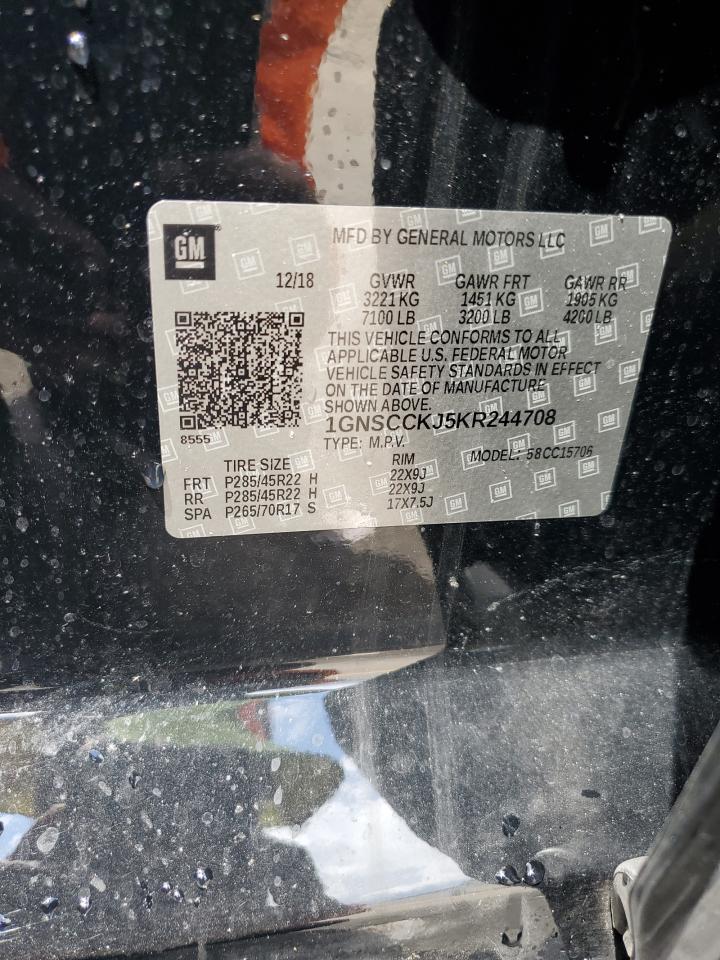 GM
MFD BY GENERAL MOTORS LLC
12/18 GVWR GAWR FRT GAWR RR
3221 KG 1451 KG 1905 KG
7100 LB 3200 LB 4200 LB
THIS VEHICLE CONFORMS TO ALL
APPLICABLE U.S. FEDERAL MOTOR
VEHICLE SAFETY STANDARDS IN EFFECT
ON THE DATE OF MANUFACTURE
SHOWN ABOVE.
8555
1GNSCCKJ5KR244708
TYPE: M.P.V. MODEL: 58CC15706
TIRE SIZE RIM
FRT P285/45R22 H 22X9J
RR P285/45R22 H 22X9J
SPA P265/70R17 S 17X7.5J